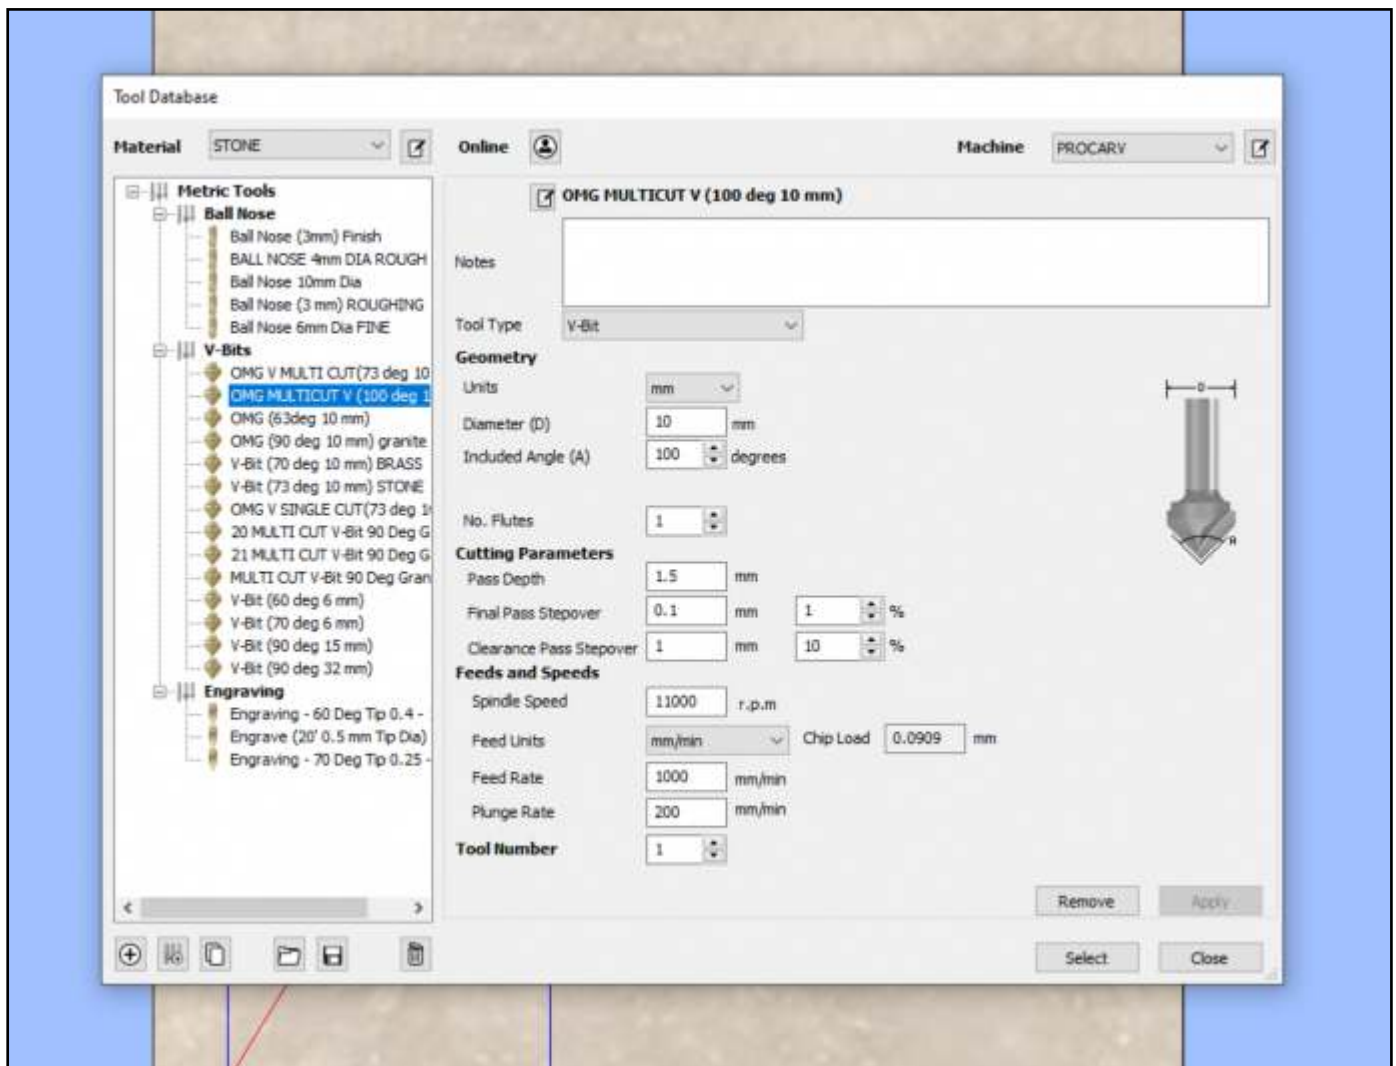 Tool Database
Material STONE Online Machine PROCARV
Metric Tools
Ball Nose
Ball Nose (3mm) Finish
BALL NOSE 4mm DIA ROUGH
Ball Nose 10mm Dia
Ball Nose (3 mm) ROUGHING
Ball Nose 6mm Dia FINE
V-Bits
OMG V MULTI CUT(73 deg 10
OMG MULTICUT V (100 deg 1
OMG (63deg 10 mm)
OMG (90 deg 10 mm) granite
V-Bit (70 deg 10 mm) BRASS
V-Bit (73 deg 10 mm) STONE
OMG V SINGLE CUT(73 deg 1
20 MULTI CUT V-Bit 90 Deg G
21 MULTI CUT V-Bit 90 Deg G
MULTI CUT V-Bit 90 Deg Gran
V-Bit (60 deg 6 mm)
V-Bit (70 deg 6 mm)
V-Bit (90 deg 15 mm)
V-Bit (90 deg 32 mm)
Engraving
Engraving - 60 Deg Tip 0.4 -
Engrave (20' 0.5 mm Tip Dia)
Engraving - 70 Deg Tip 0.25 -
OMG MULTICUT V (100 deg 10 mm)
Notes
Tool Type V-Bit
Geometry
Units mm
Diameter (D) 10 mm
Included Angle (A) 100 degrees
No. Flutes 1
D
A
Cutting Parameters
Pass Depth 1.5 mm
Final Pass Stepover 0.1 mm 1 %
Clearance Pass Stepover 1 mm 10 %
Feeds and Speeds
Spindle Speed 11000 r.p.m
Feed Units mm/min Chip Load 0.0909 mm
Feed Rate 1000 mm/min
Plunge Rate 200 mm/min
Tool Number 1
Remove Apply
Select Close